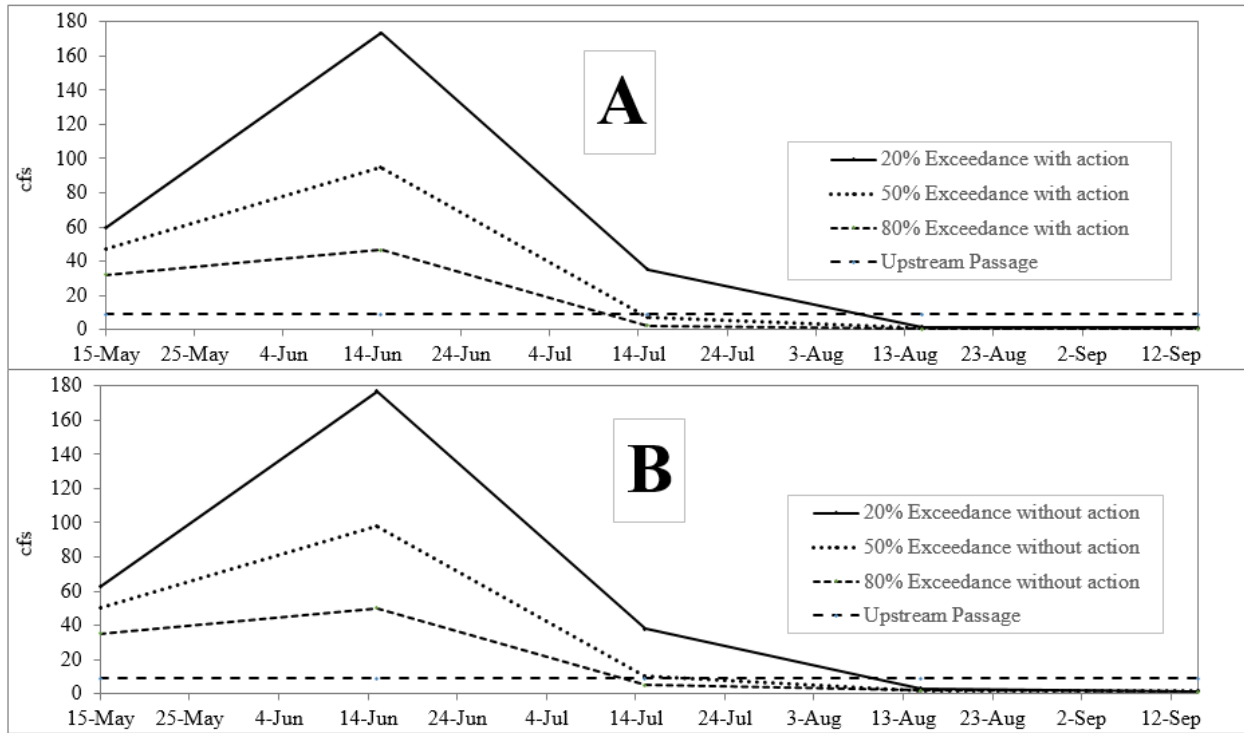 180
160
140
120
100
80
60
40
20
0
cfs
A
20% Exceedance with action
50% Exceedance with action
80% Exceedance with action
Upstream Passage
15-May 25-May 4-Jun 14-Jun 24-Jun 4-Jul 14-Jul 24-Jul 3-Aug 13-Aug 23-Aug 2-Sep 12-Sep
180
160
140
120
100
80
60
40
20
0
cfs
B
20% Exceedance without action
50% Exceedance without action
80% Exceedance without action
Upstream Passage
15-May 25-May 4-Jun 14-Jun 24-Jun 4-Jul 14-Jul 24-Jul 3-Aug 13-Aug 23-Aug 2-Sep 12-Sep